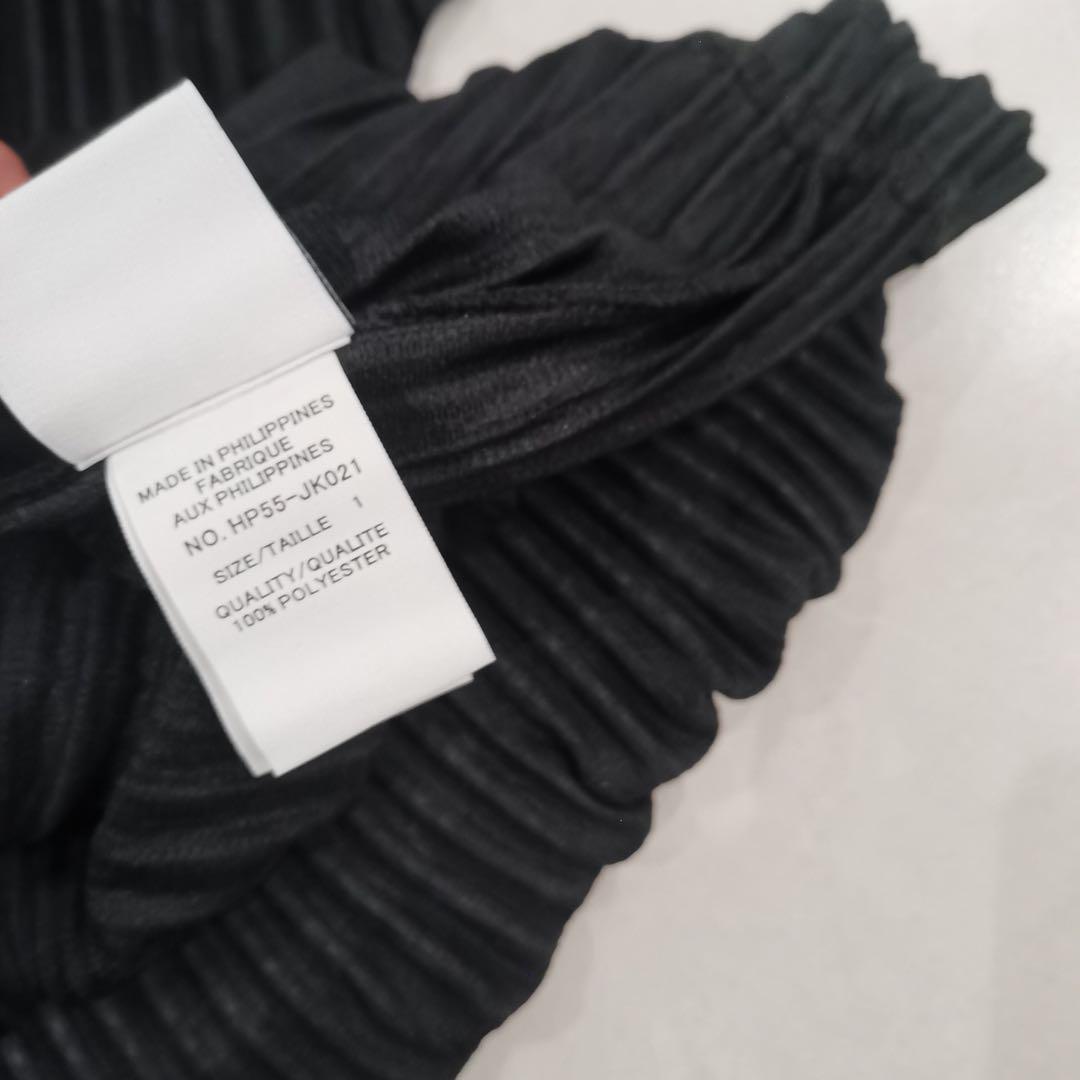 MADE IN PHILIPPINES
FABRIQUE
AUX PHILIPPINES
NO. HP55-JK021
SIZE/TAILLE 1
QUALITY/QUALITE
100% POLYESTER